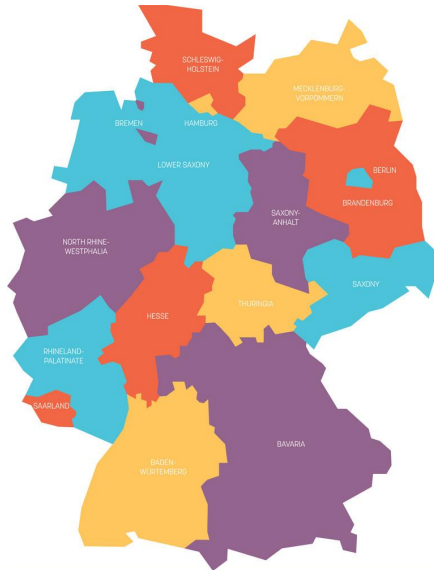 SCHLESWIG-
HOLSTEIN
MECKLENBURG-
VORPOMMERN
BREMEN
HAMBURG
LOWER SAXONY
BERLIN
BRANDENBURG
SAXONY-
ANHALT
NORTH RHINE-
WESTPHALIA
SAXONY
THURINGIA
HESSE
RHINELAND-
PALATINATE
SAARLAND
BAVARIA
BADEN-
WÜRTEMBERG